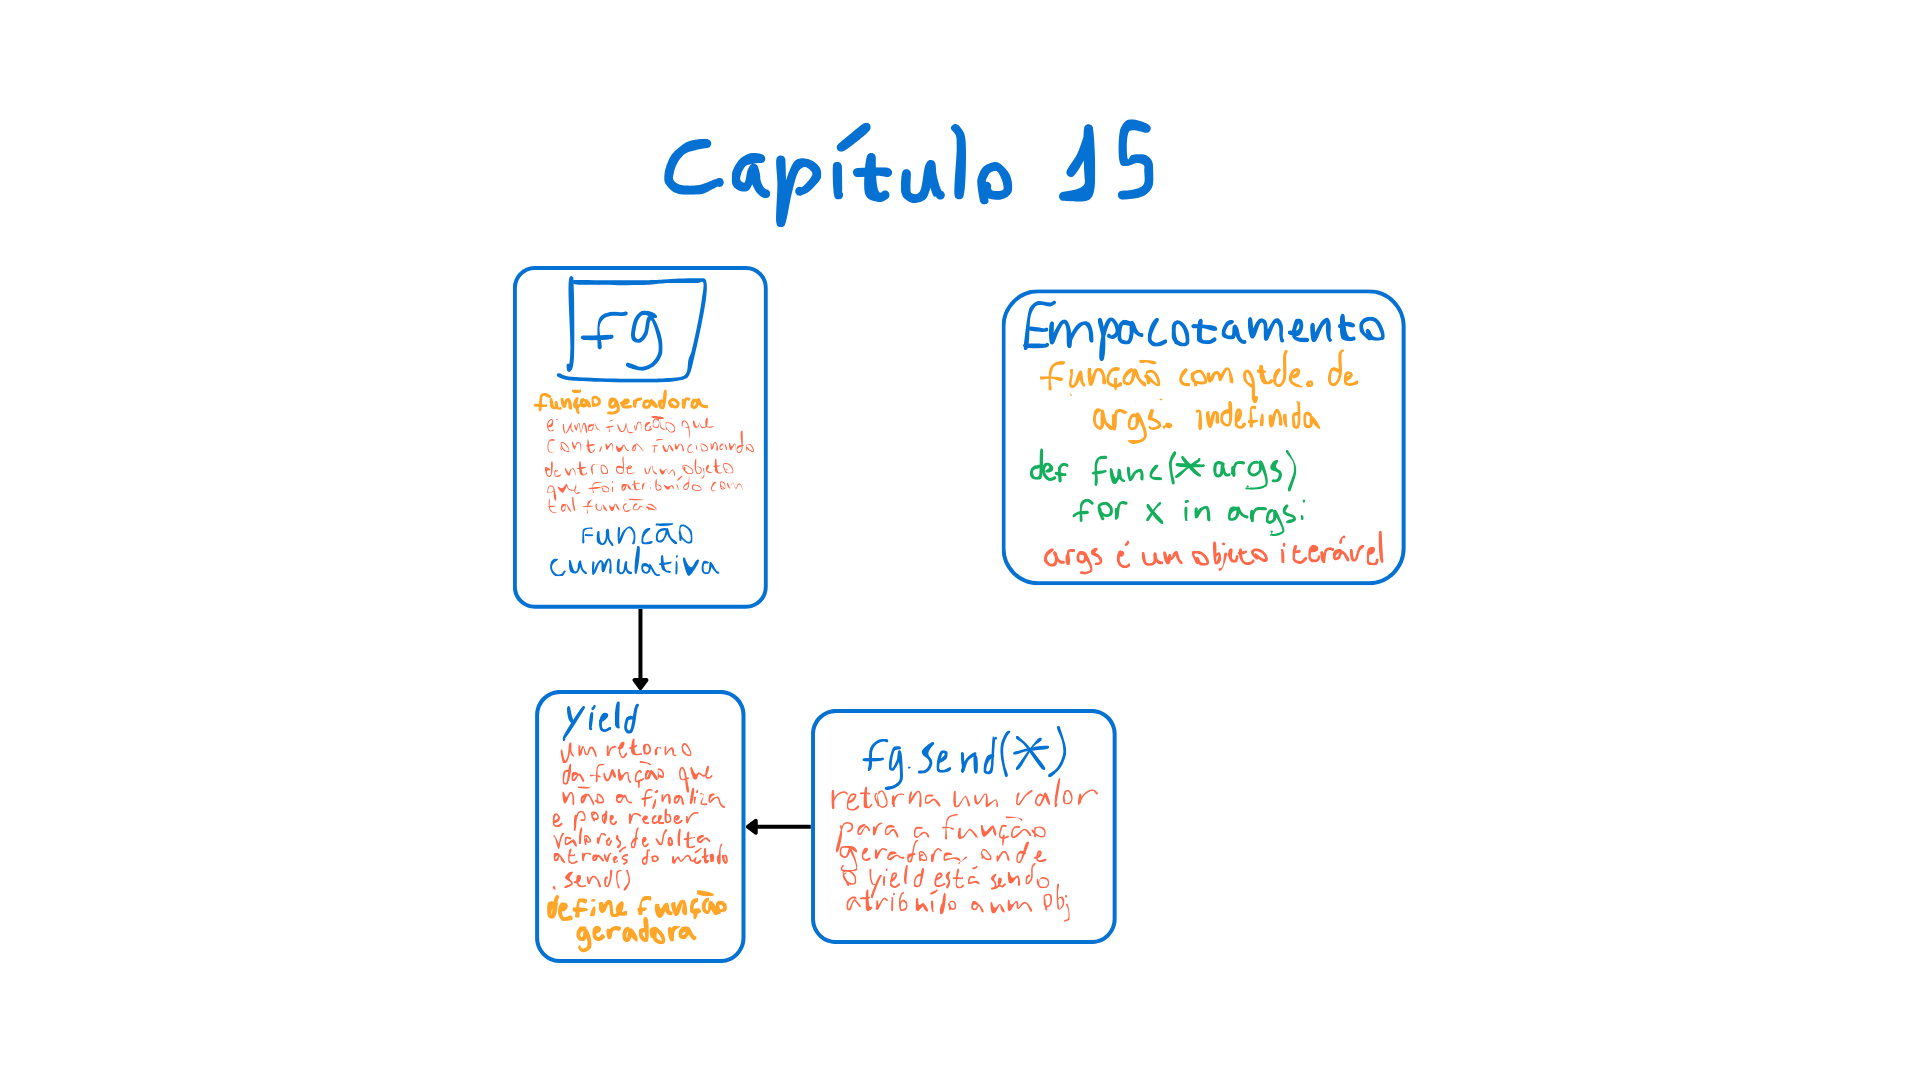 Capítulo 15
fg
função geradora
é uma função que
continua funcionando
dentro de um objeto
que foi atribuído com
tal função
Função
cumulativa
Empacotamento
função com qtde. de
args. indefinida
def func(*args)
for x in args:
args é um objeto iterável
yield
um retorno
da função que
não a finaliza
e pode receber
valores de volta
através do método
.send()
define função
geradora
fg.send(*)
retorna um valor
para a função
geradora, onde
o yield está sendo
atribuído a um obj